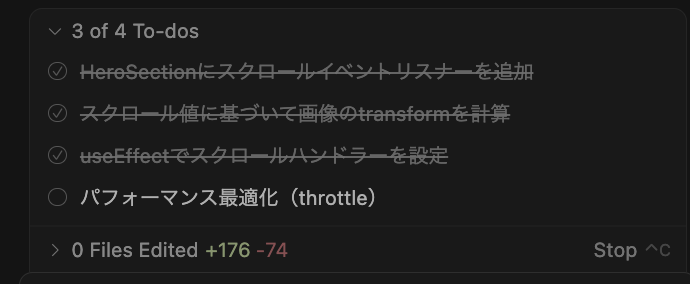 3 of 4 To-dos
HeroSectionにスクロールイベントリスナーを追加
スクロール値に基づいて画像のtransformを計算
useEffectでスクロールハンドラーを設定
パフォーマンス最適化（throttle）
0 Files Edited +176 -74 Stop ^C